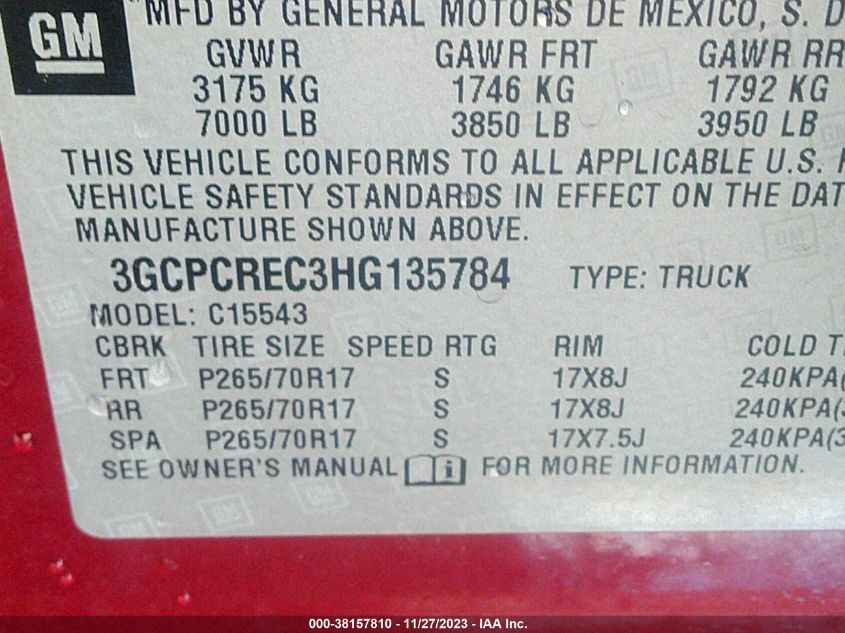 GM
MFD BY GENERAL MOTORS DE MEXICO, S. D
GVWR GAWR FRT GAWR RR
3175 KG 1746 KG 1792 KG
7000 LB 3850 LB 3950 LB
THIS VEHICLE CONFORMS TO ALL APPLICABLE U.S.
VEHICLE SAFETY STANDARDS IN EFFECT ON THE DAT
MANUFACTURE SHOWN ABOVE.
3GCPCREC3HG135784 TYPE: TRUCK
MODEL: C15543
CBRK TIRE SIZE SPEED RTG RIM COLD T
FRT P265/70R17 S 17X8J 240KPA(
RR P265/70R17 S 17X8J 240KPA(3
SPA P265/70R17 S 17X7.5J 240KPA(3
SEE OWNER'S MANUAL i FOR MORE INFORMATION.
000-38157810 - 11/27/2023 - IAA Inc.